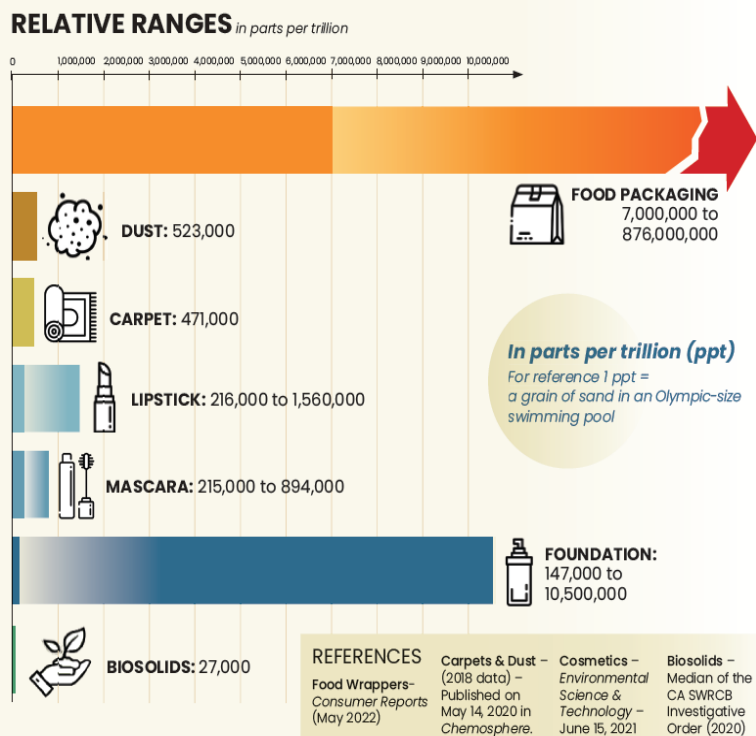 RELATIVE RANGES in parts per trillion
0 1,000,000 2,000,000 3,000,000 4,000,000 5,000,000 6,000,000 7,000,000 8,000,000 9,000,000 10,000,000
FOOD PACKAGING
7,000,000 to
876,000,000
DUST: 523,000
CARPET: 471,000
In parts per trillion (ppt)
For reference 1 ppt =
a grain of sand in an Olympic-size
swimming pool
LIPSTICK: 216,000 to 1,560,000
MASCARA: 215,000 to 894,000
FOUNDATION:
147,000 to
10,500,000
BIOSOLIDS: 27,000
REFERENCES
Food Wrappers-
Consumer Reports
(May 2022)
Carpets & Dust –
(2018 data) –
Published on
May 14, 2020 in
Chemosphere.
Cosmetics –
Environmental
Science &
Technology –
June 15, 2021
Biosolids –
Median of the
CA SWRCB
Investigative
Order (2020)